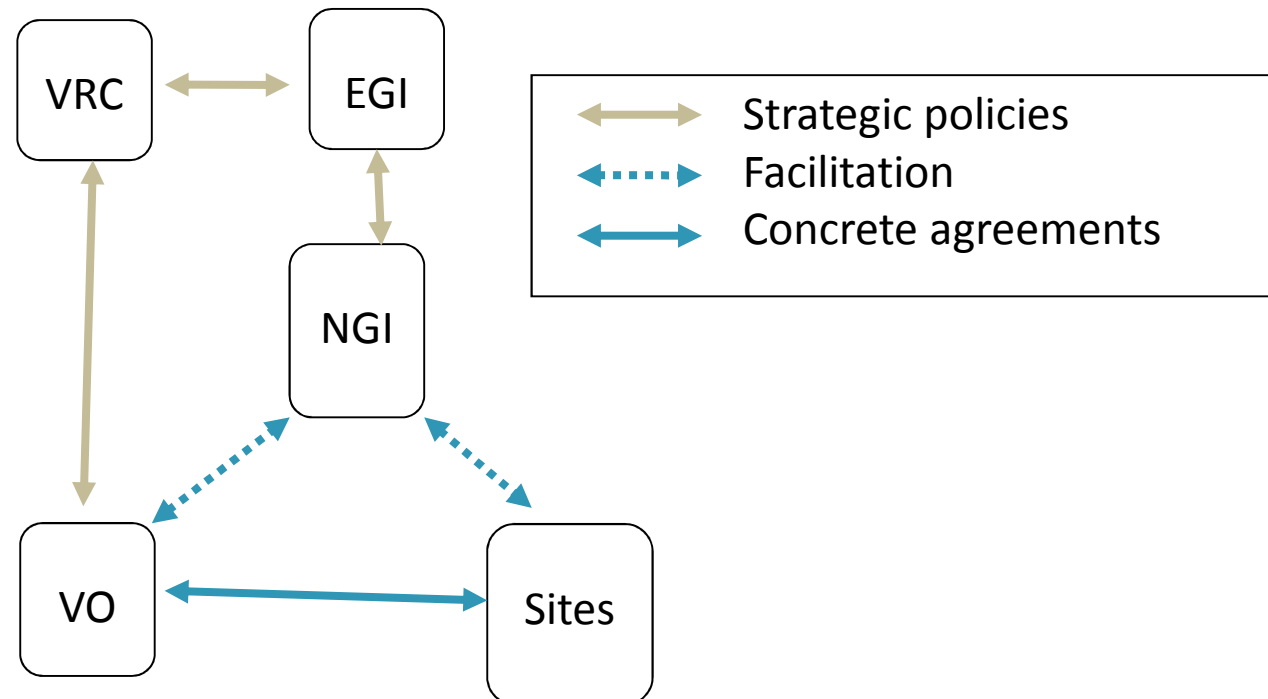 VRC
EGI
Strategic policies
Facilitation
Concrete agreements
NGI
VO
Sites